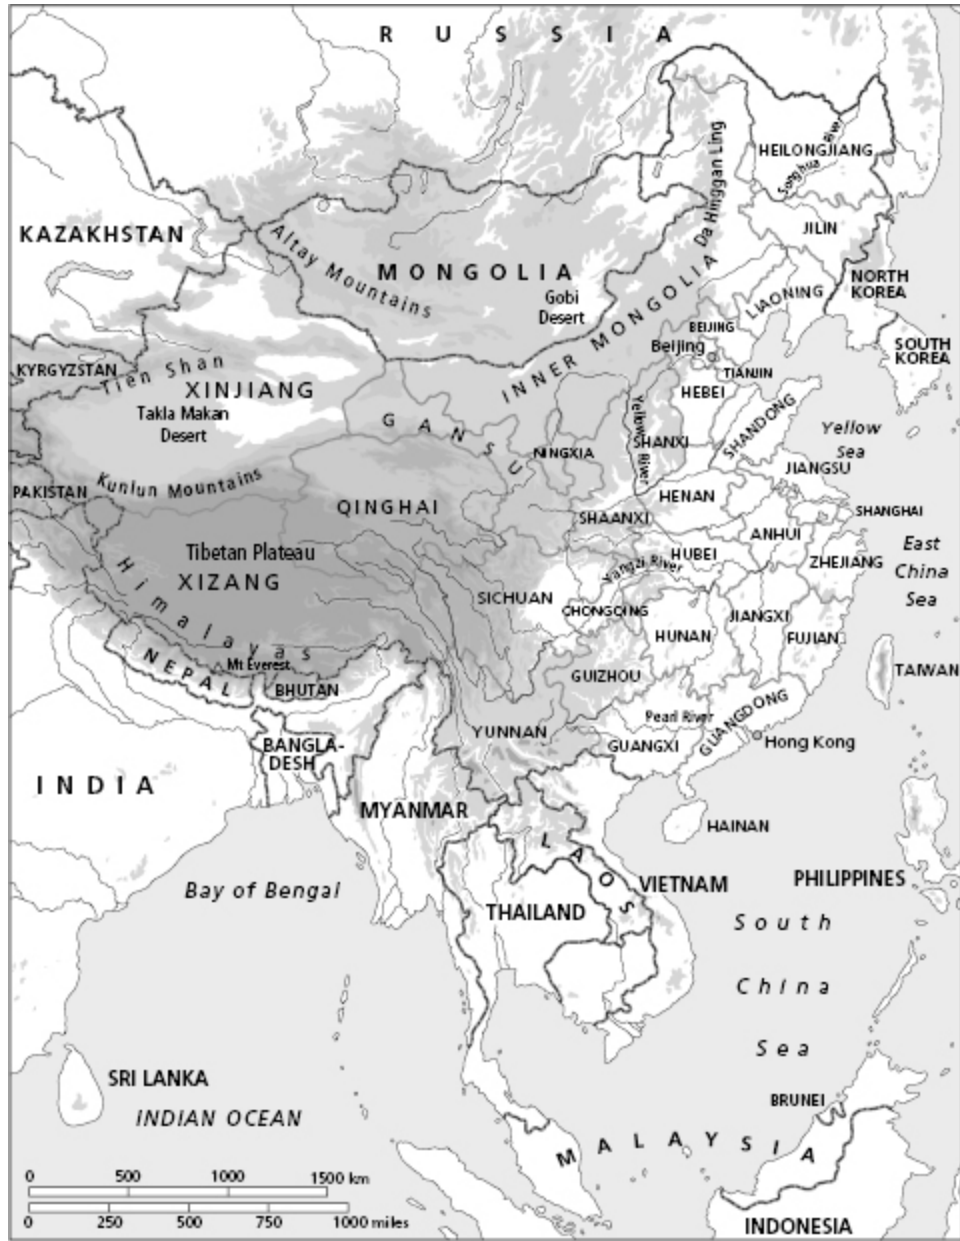 RUSSIA
HEILONGJIANG
Songhua River
Da Hinggan Ling
JILIN
KAZAKHSTAN
Altay Mountains
MONGOLIA
Gobi
Desert
INNER MONGOLIA
LIAONING
NORTH
KOREA
SOUTH
KOREA
BEIJING
Beijing
TIANJIN
HEBEI
KYRGYZSTAN
Tien Shan
XINJIANG
Takla Makan
Desert
GANSU
NINGXIA
Yellow River
SHANXI
SHANDONG
Yellow
Sea
JIANGSU
PAKISTAN
Kunlun Mountains
QINGHAI
SHAANXI
HENAN
SHANGHAI
ANHUI
Tibetan Plateau
XIZANG
Himalayas
HUBEI
Yangzi River
ZHEJIANG
East
China
Sea
SICHUAN
CHONGQING
HUNAN
JIANGXI
FUJIAN
NEPAL
Mt Everest
BHUTAN
GUIZHOU
TAIWAN
YUNNAN
Pearl River
GUANGXI
GUANGDONG
Hong Kong
BANGLA-
DESH
INDIA
MYANMAR
HAINAN
LAOS
Bay of Bengal
THAILAND
VIETNAM
PHILIPPINES
South
China
Sea
SRI LANKA
INDIAN OCEAN
BRUNEI
MALAYSIA
INDONESIA
0 500 1000 1500 km
0 250 500 750 1000 miles